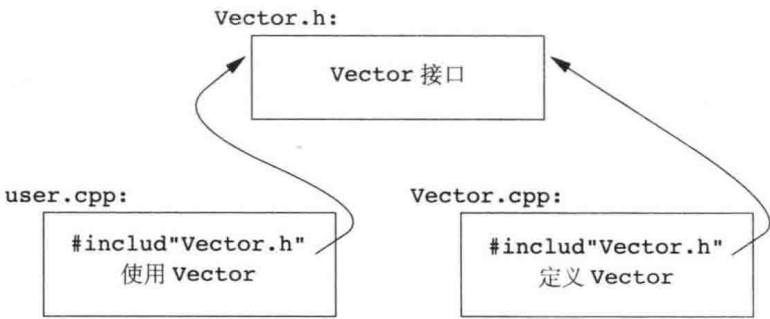 Vector.h:
Vector 接口
user.cpp:
#includ"Vector.h"
使用 Vector
Vector.cpp:
#includ"Vector.h"
定义 Vector